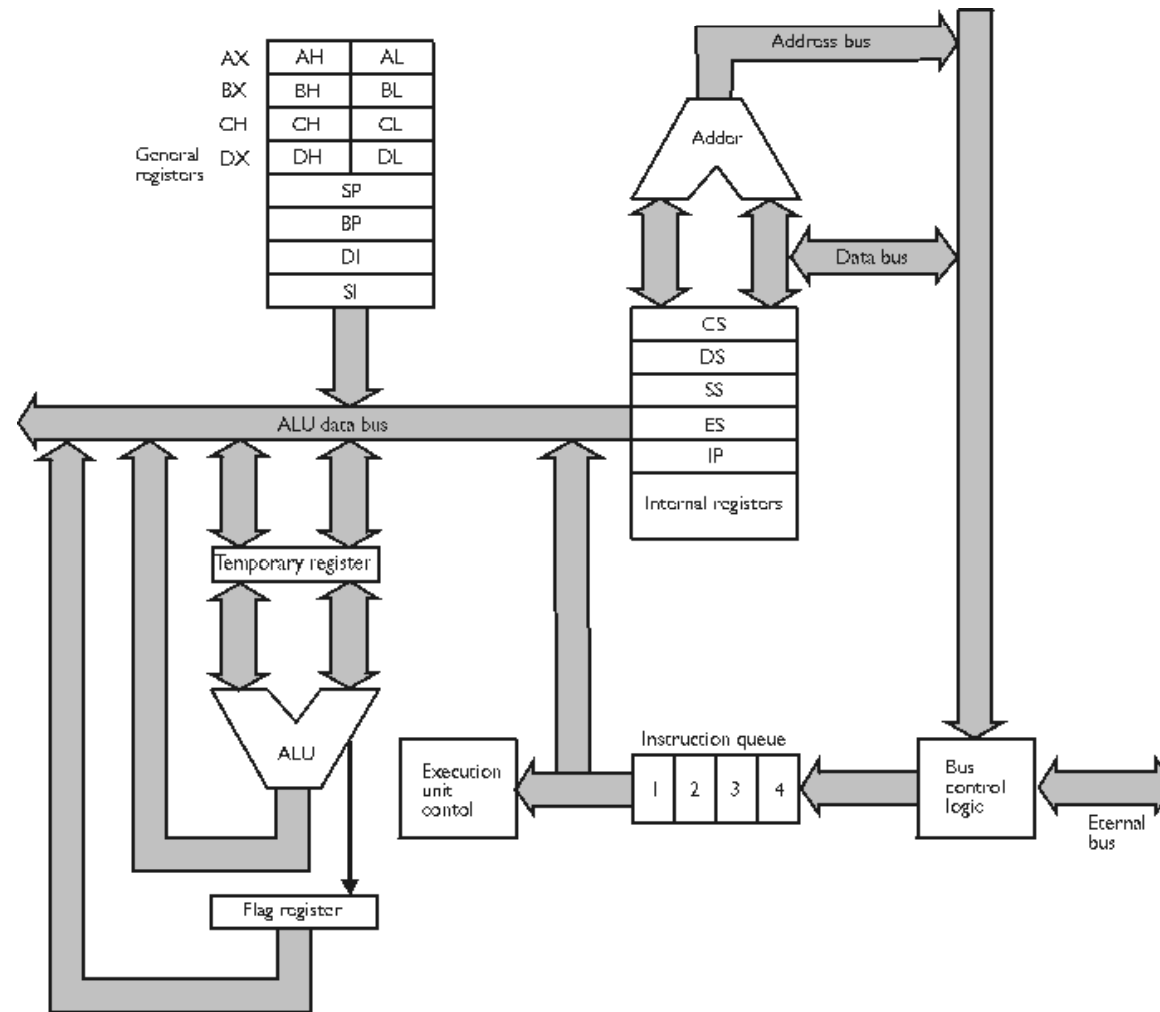 Address bus
AX AH AL
BX BH BL
CH CH CL
DX DH DL
General
registers
SP
BP
DI
SI
Adder
Data bus
CS
DS
SS
ES
IP
Internal registers
ALU data bus
Temporary register
ALU
Instruction queue
Execution
unit
contol
1 2 3 4
Bus
control
logic
Eternal
bus
Flag register